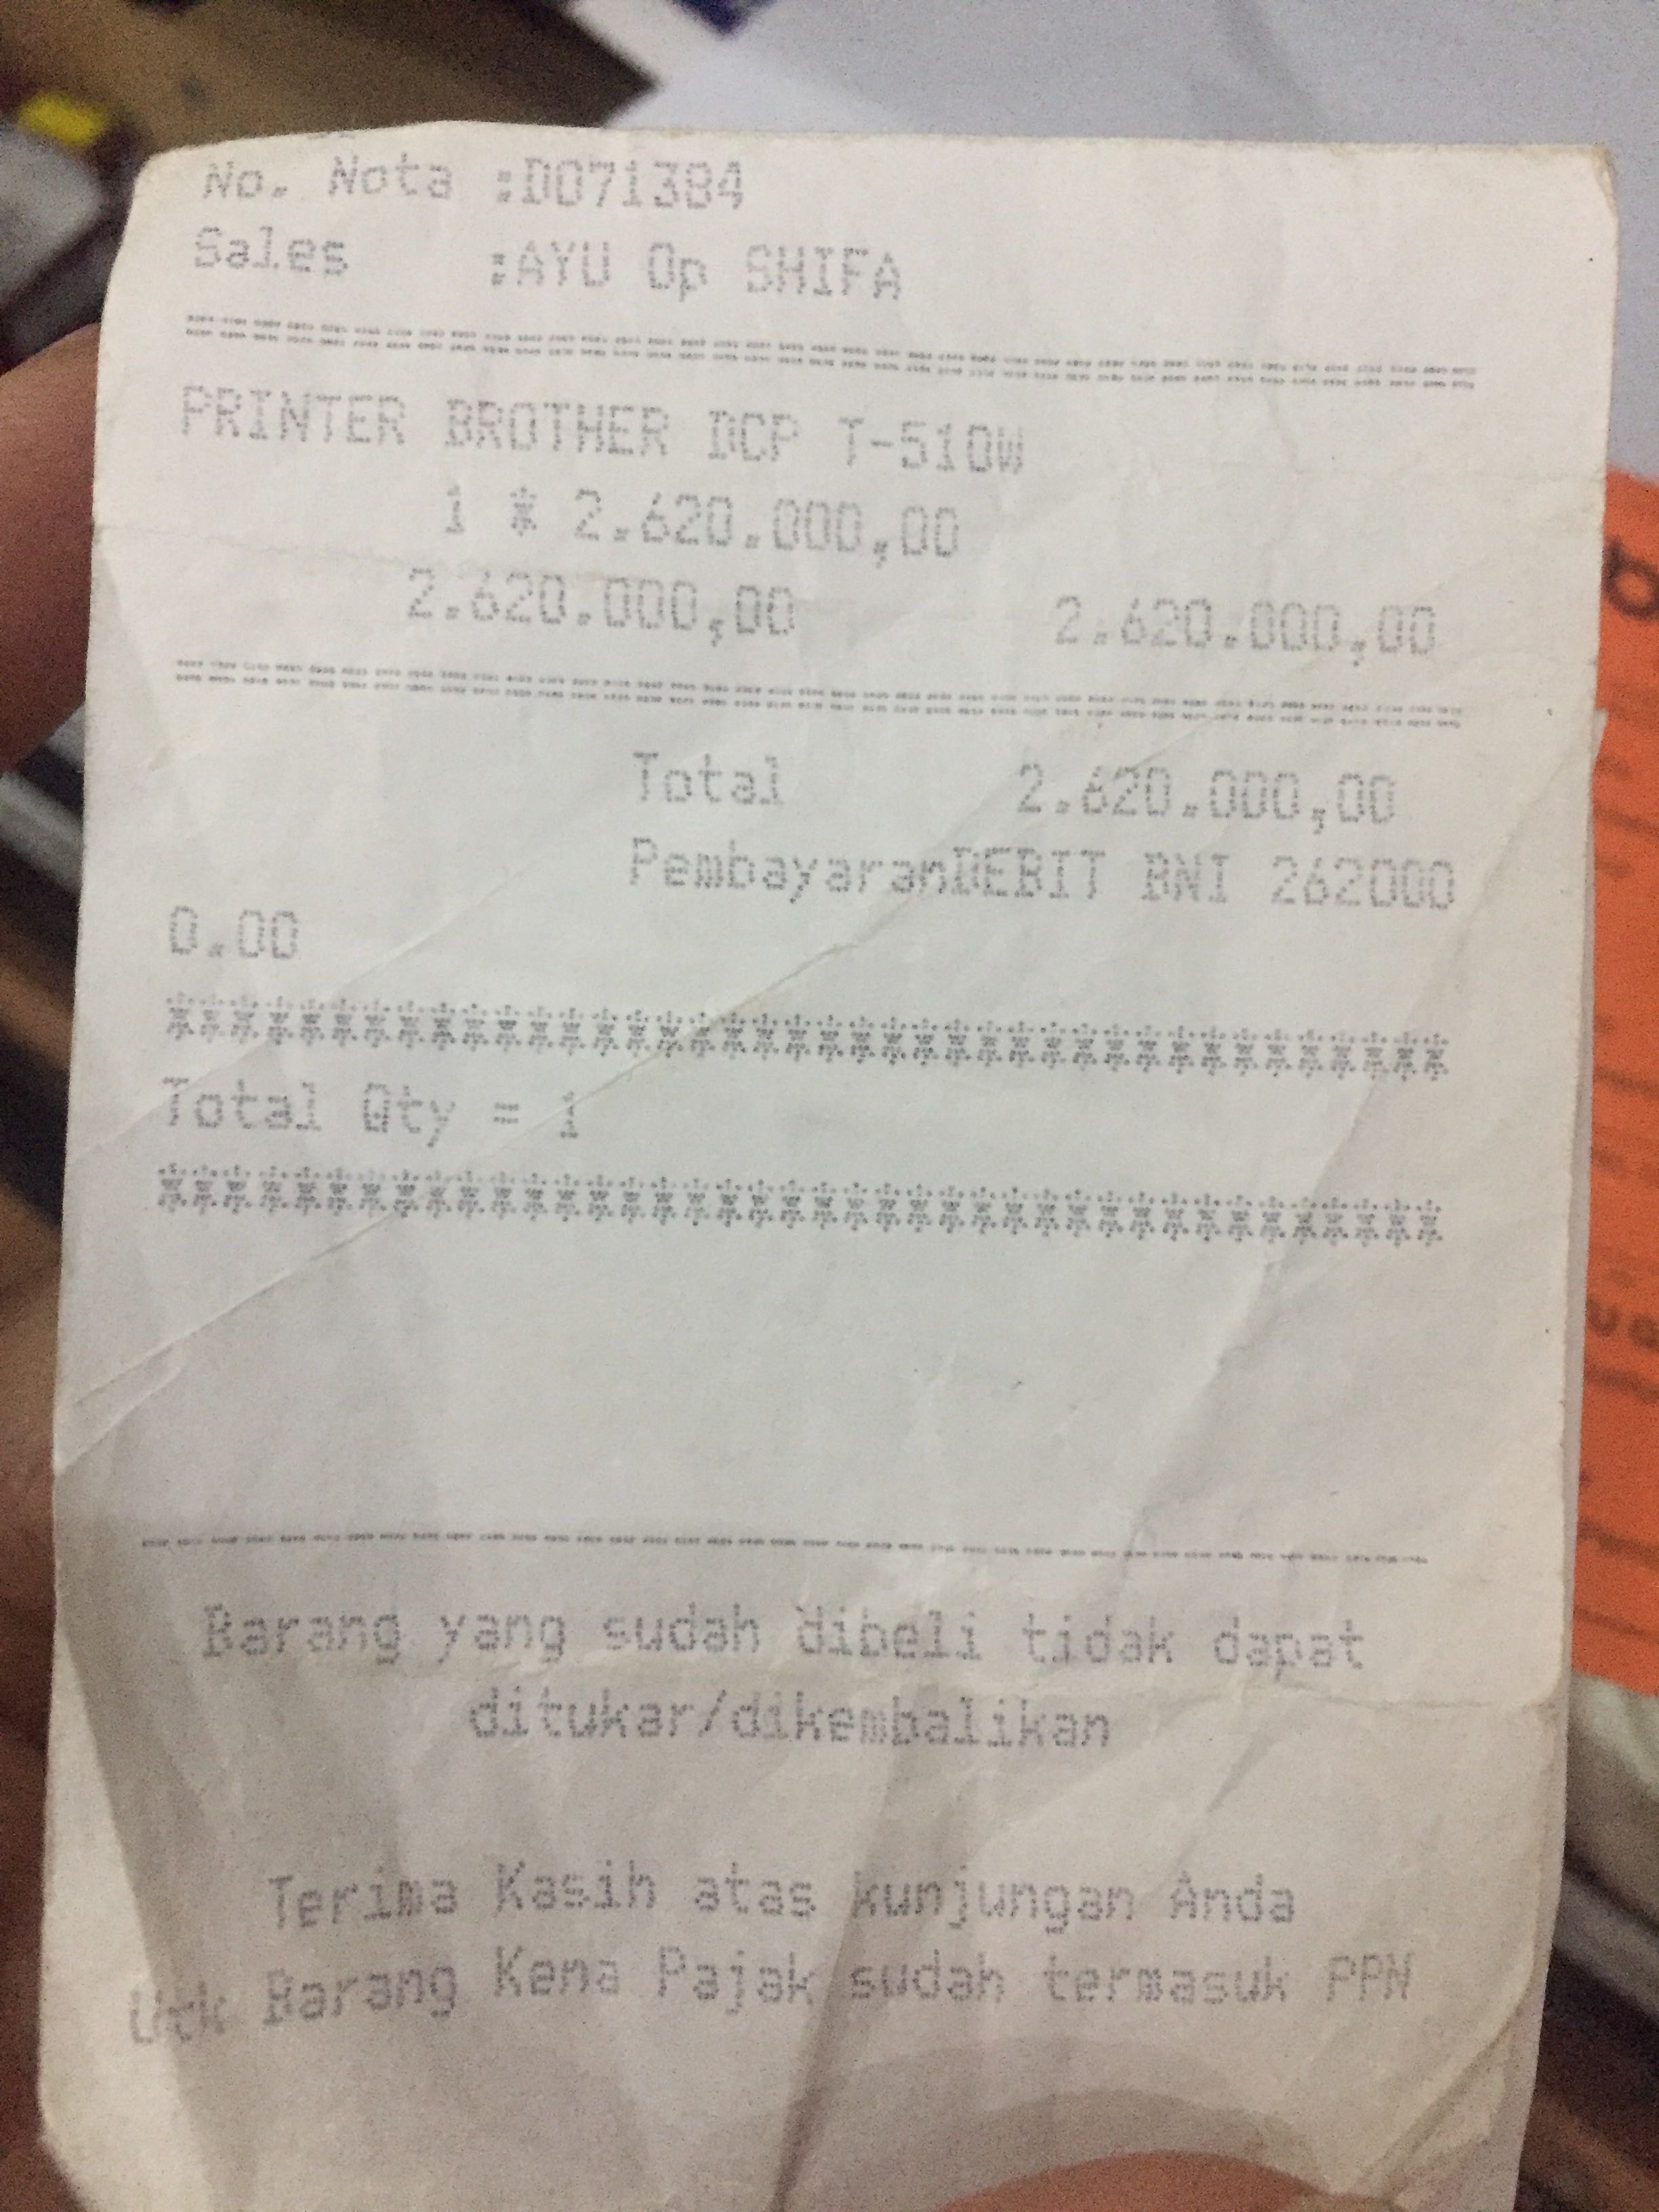 No. Nota :D071384
Sales :AYU Op SHIFA
PRINTER BROTHER DCP T-510W
1 * 2.620.000,00
2.620.000,00 2.620.000,00
Total 2.620.000,00
PembayaranDEBIT BNI 262000
0.00
****************************************
Total Qty = 1
****************************************
Barang yang sudah dibeli tidak dapat
ditukar/dikembalikan
Terima Kasih atas kunjungan Anda
Utk Barang Kena Pajak sudah termasuk PPN